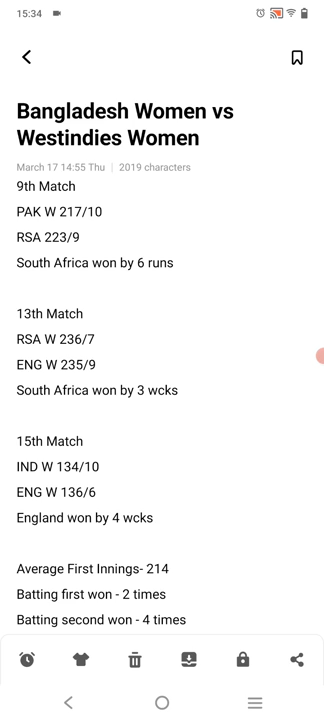 15:34
Bangladesh Women vs
Westindies Women
March 17 14:55 Thu | 2019 characters
9th Match
PAK W 217/10
RSA 223/9
South Africa won by 6 runs
13th Match
RSA W 236/7
ENG W 235/9
South Africa won by 3 wcks
15th Match
IND W 134/10
ENG W 136/6
England won by 4 wcks
Average First Innings- 214
Batting first won - 2 times
Batting second won - 4 times